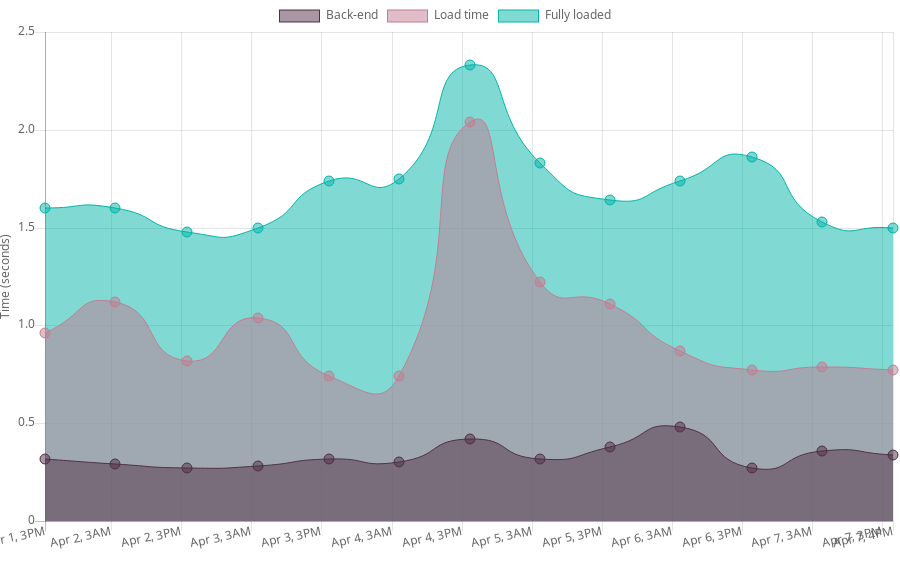 Back-end Load time Fully loaded
2.5
2.0
1.5
1.0
0.5
0
Time (seconds)
r 1, 3PM Apr 2, 3AM Apr 2, 3PM Apr 3, 3AM Apr 3, 3PM Apr 4, 3AM Apr 4, 3PM Apr 5, 3AM Apr 5, 3PM Apr 6, 3AM Apr 6, 3PM Apr 7, 3AM